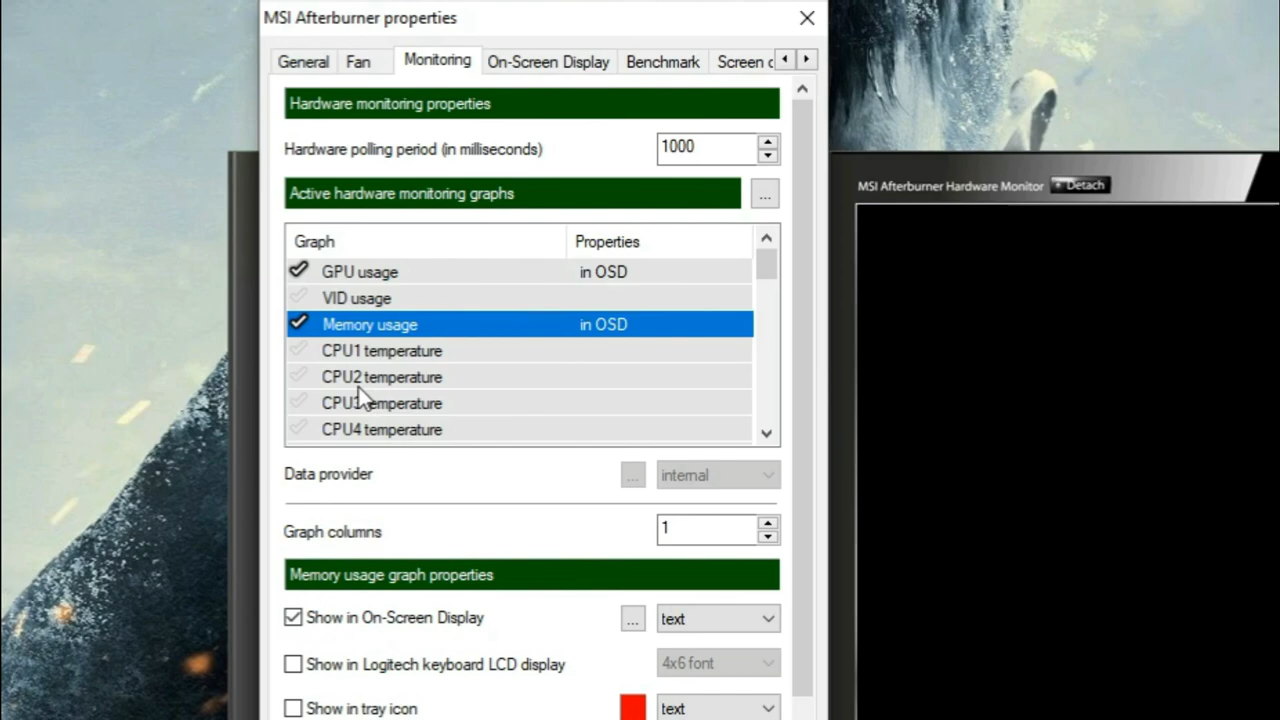 MSI Afterburner properties
General Fan Monitoring On-Screen Display Benchmark Screen c
Hardware monitoring properties
Hardware polling period (in milliseconds) 1000
Active hardware monitoring graphs ...
Graph Properties
GPU usage in OSD
VID usage
Memory usage in OSD
CPU1 temperature
CPU2 temperature
CPU3 temperature
CPU4 temperature
Data provider ... internal
Graph columns 1
Memory usage graph properties
Show in On-Screen Display ... text
Show in Logitech keyboard LCD display 4x6 font
Show in tray icon text
MSI Afterburner Hardware Monitor Detach